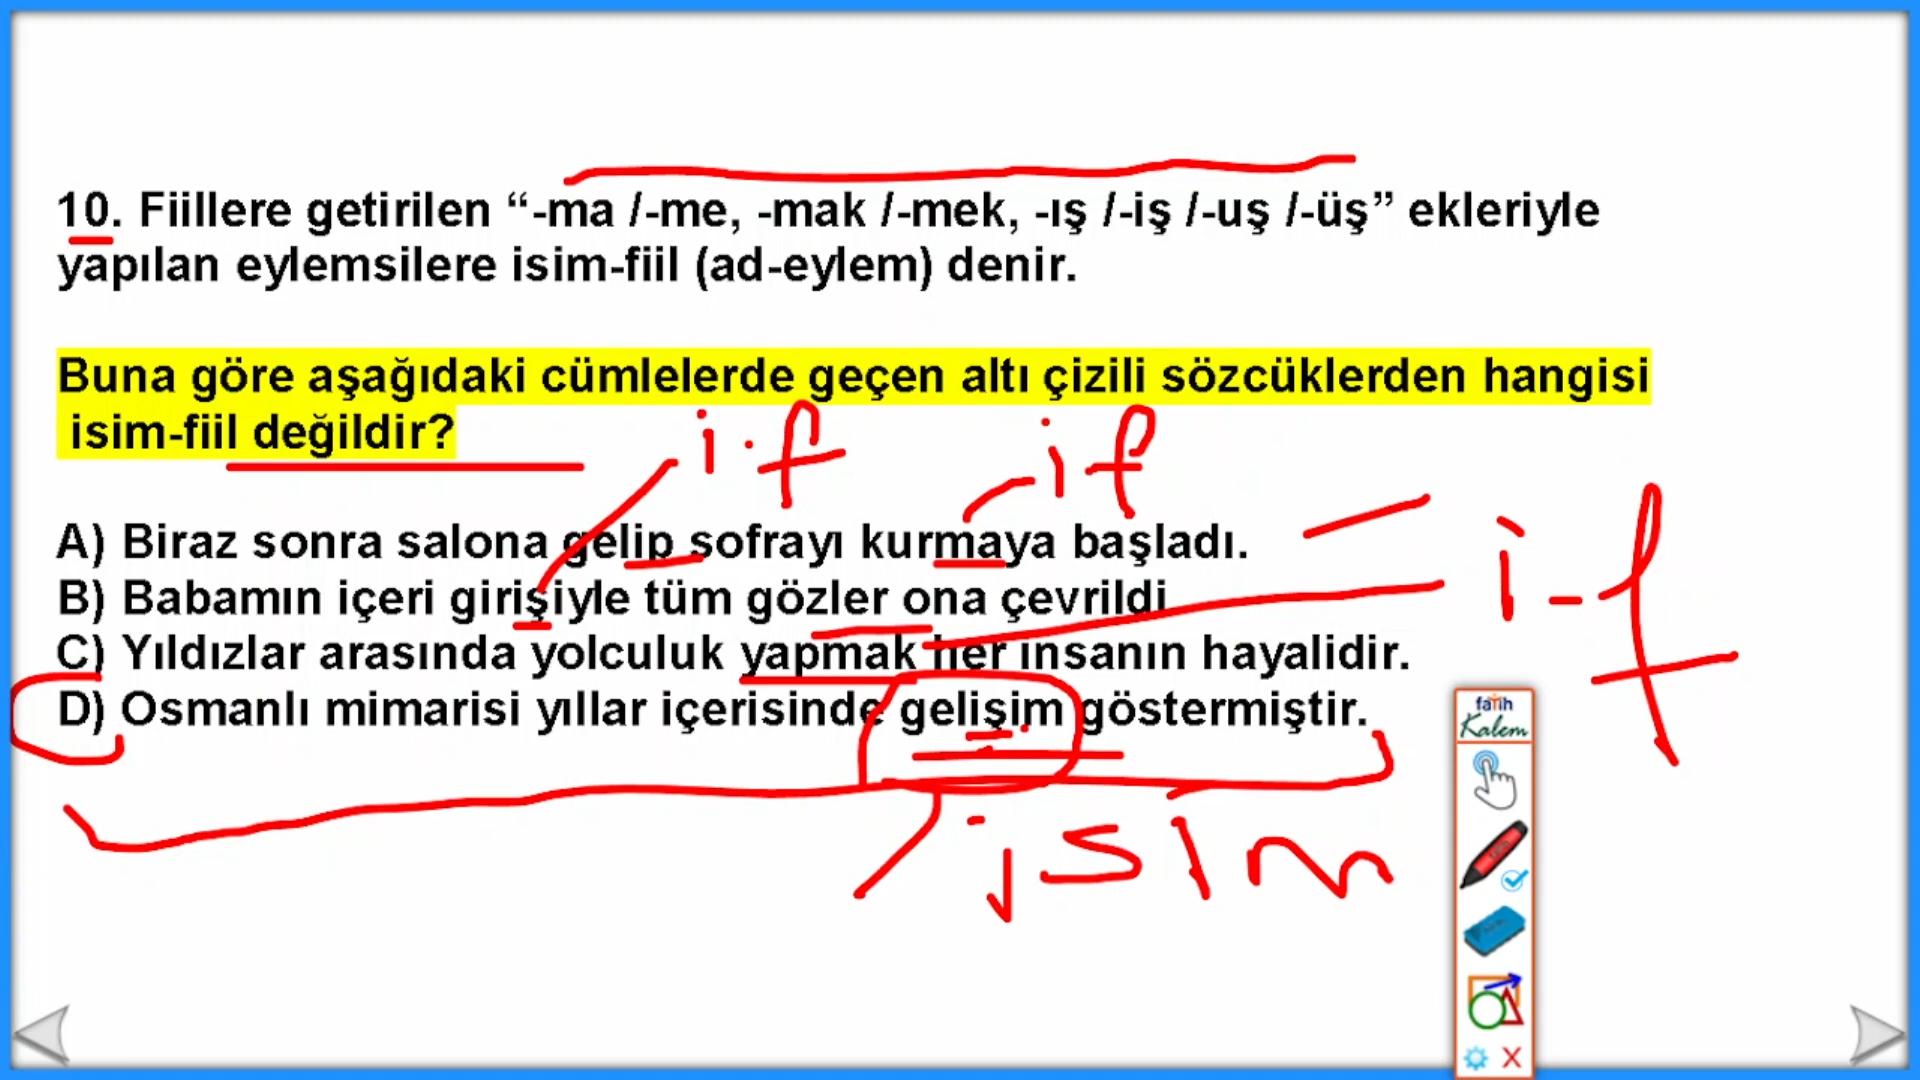 10. Fiillere getirilen “-ma /-me, -mak /-mek, -ış /-iş /-uş /-üş” ekleriyle
yapılan eylemsilere isim-fiil (ad-eylem) denir.
Buna göre aşağıdaki cümlelerde geçen altı çizili sözcüklerden hangisi
isim-fiil değildir?
i.f
if
A) Biraz sonra salona gelip sofrayı kurmaya başladı.
i-f
B) Babamın içeri girişiyle tüm gözler ona çevrildi
C) Yıldızlar arasında yolculuk yapmak her insanın hayalidir.
D) Osmanlı mimarisi yıllar içerisinde gelişim göstermiştir.
isim
fatih
Kalem
X